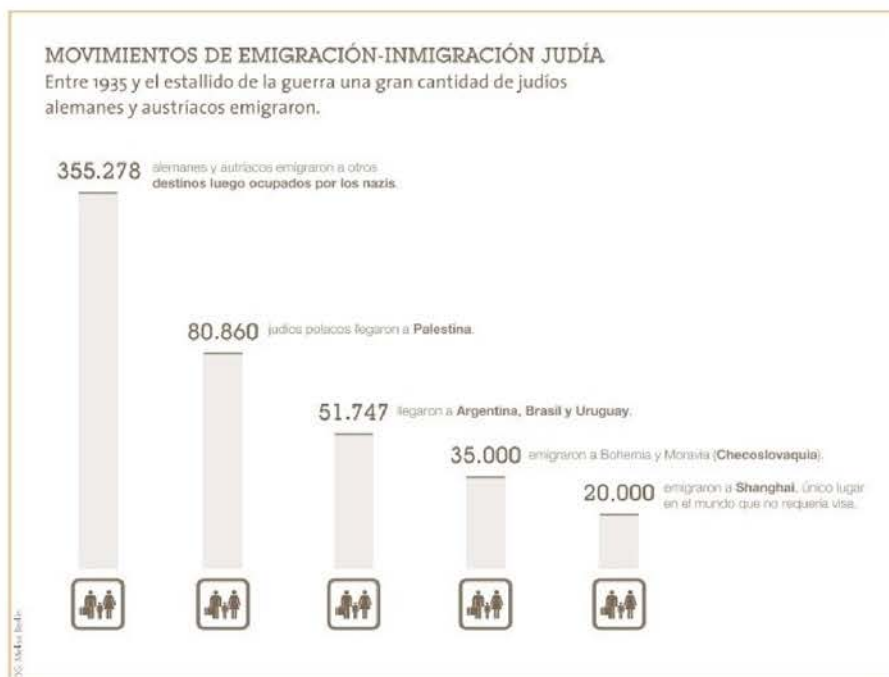 MOVIMIENTOS DE EMIGRACIÓN-INMIGRACIÓN JUDÍA
Entre 1935 y el estallido de la guerra una gran cantidad de judíos
alemanes y austríacos emigraron.
355.278 alemanes y autríacos emigraron a otros
destinos luego ocupados por los nazis.
80.860 judíos polacos llegaron a Palestina.
51.747 llegaron a Argentina, Brasil y Uruguay.
35.000 emigraron a Bohemia y Moravia (Checoslovaquia).
20.000 emigraron a Shanghai, único lugar
en el mundo que no requería visa.